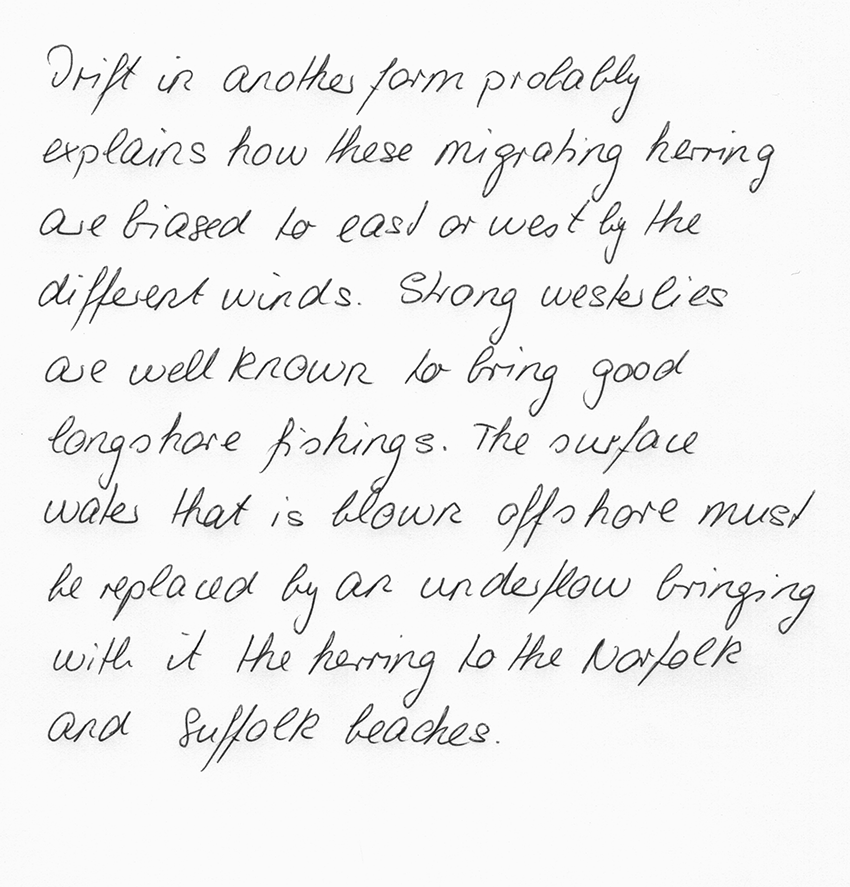 Drift in another form probably
explains how these migrating herring
are biased to east or west by the
different winds. Strong westerlies
are well known to bring good
longshore fishings. The surface
water that is blown offshore must
be replaced by an underflow bringing
with it the herring to the Norfolk
and Suffolk beaches.